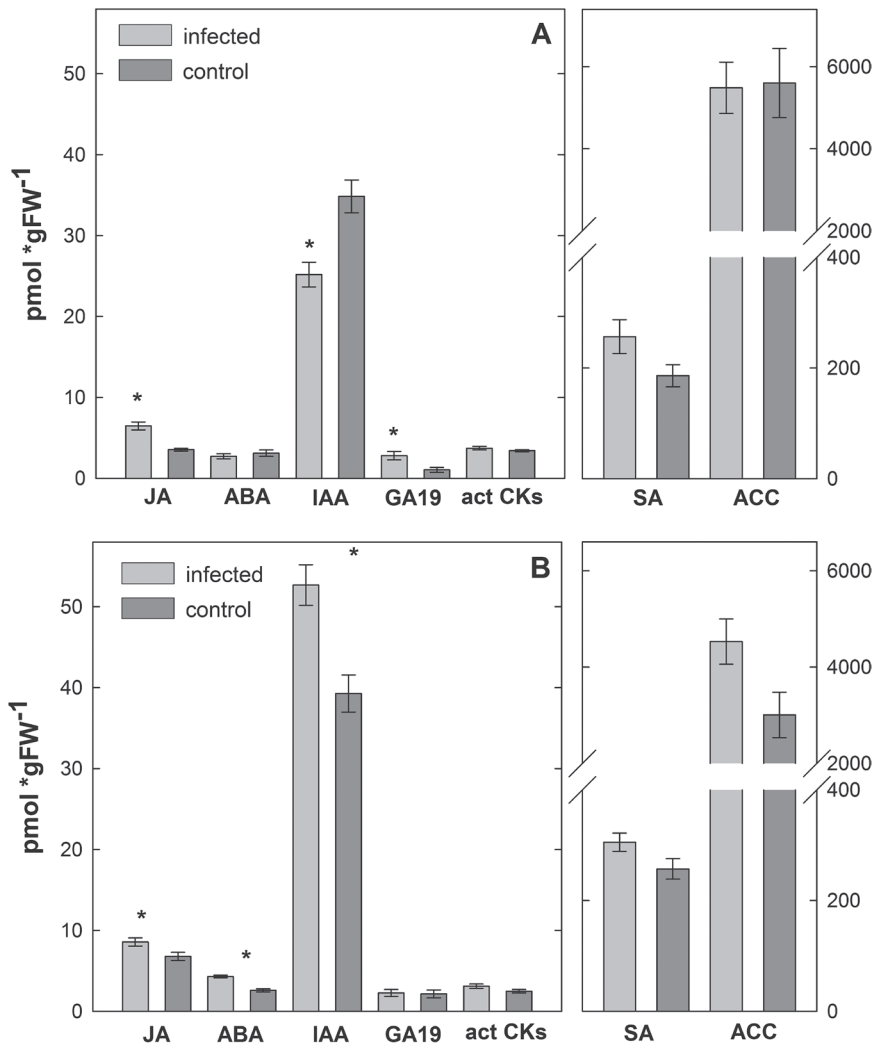 infected
control
A
50
40
30
20
10
0
pmol *gFW-1
JA ABA IAA GA19 act CKs
*
*
*
6000
4000
2000
400
200
0
SA ACC
infected
control
B
50
40
30
20
10
0
pmol *gFW-1
JA ABA IAA GA19 act CKs
*
*
*
6000
4000
2000
400
200
0
SA ACC